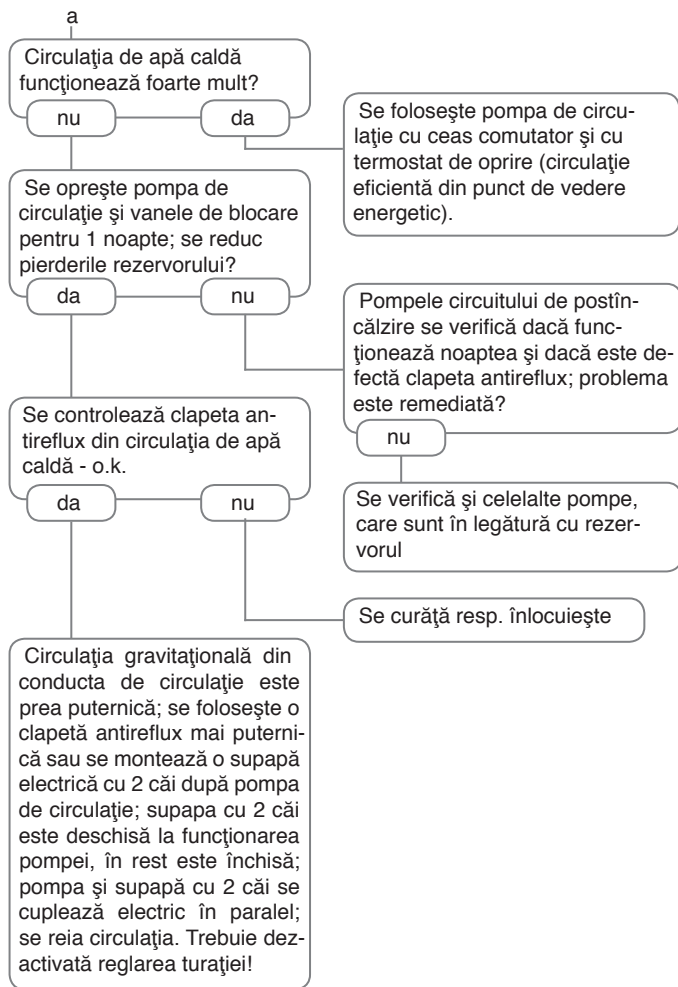 a
Circulaţia de apă caldă
funcţionează foarte mult?
nu
da
Se foloseşte pompa de circu-
laţie cu ceas comutator şi cu
termostat de oprire (circulaţie
eficientă din punct de vedere
energetic).
Se opreşte pompa de
circulaţie şi vanele de blocare
pentru 1 noapte; se reduc
pierderile rezervorului?
da
nu
Pompele circuitului de postîn-
călzire se verifică dacă func-
ţionează noaptea şi dacă este de-
fectă clapeta antireflux; problema
este remediată?
nu
Se verifică şi celelalte pompe,
care sunt în legătură cu rezer-
vorul
Se controlează clapeta an-
tireflux din circulaţia de apă
caldă - o.k.
da
nu
Se curăţă resp. înlocuieşte
Circulaţia gravitaţională din
conducta de circulaţie este
prea puternică; se foloseşte o
clapetă antireflux mai puterni-
că sau se montează o supapă
electrică cu 2 căi după pompa
de circulaţie; supapa cu 2 căi
este deschisă la funcţionarea
pompei, în rest este închisă;
pompa şi supapă cu 2 căi se
cuplează electric în paralel;
se reia circulaţia. Trebuie dez-
activată reglarea turaţiei!